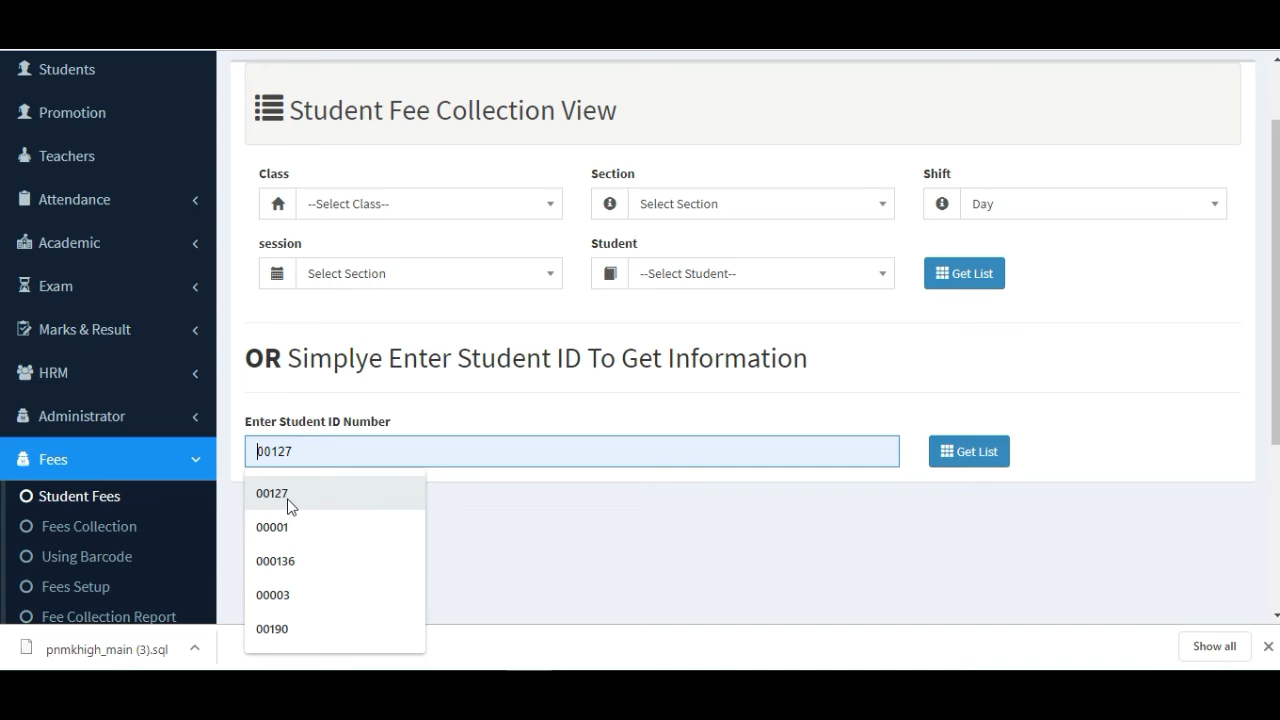 Students
Promotion
Teachers
Attendance
Academic
Exam
Marks & Result
HRM
Administrator
Fees
Student Fees
Fees Collection
Using Barcode
Fees Setup
Fee Collection Report
Student Fee Collection View
Class Section Shift
--Select Class-- Select Section Day
session Student
Select Section --Select Student-- Get List
OR Simplye Enter Student ID To Get Information
Enter Student ID Number
00127 Get List
00127
00001
000136
00003
00190
pnmkhigh_main (3).sql Show all